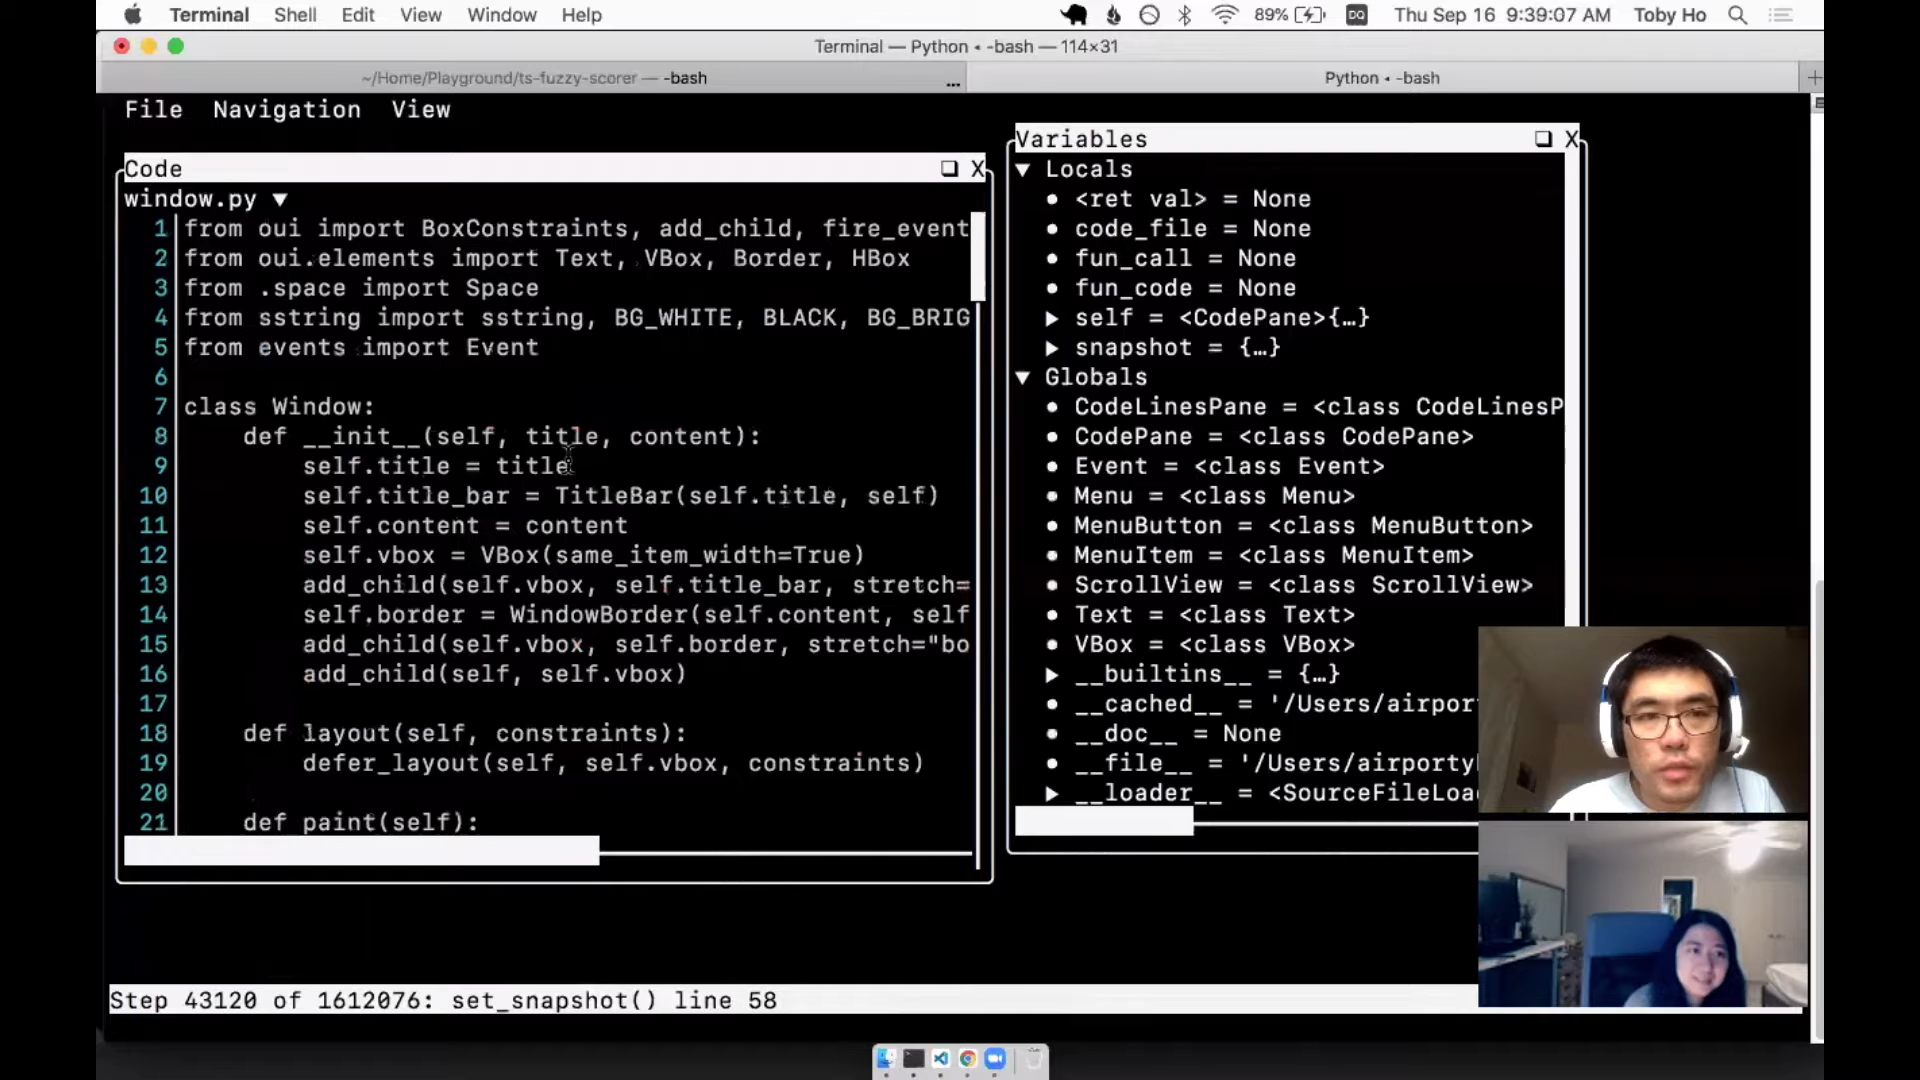 Terminal Shell Edit View Window Help 89% DQ Thu Sep 16 9:39:07 AM Toby Ho
Terminal — Python ◂ -bash — 114×31
~/Home/Playground/ts-fuzzy-scorer — -bash ... Python ◂ -bash +
File Navigation View
Code ❏ X
window.py ▼
1 from oui import BoxConstraints, add_child, fire_event
2 from oui.elements import Text, VBox, Border, HBox
3 from .space import Space
4 from sstring import sstring, BG_WHITE, BLACK, BG_BRIG
5 from events import Event
6
7 class Window:
8     def __init__(self, title, content):
9         self.title = title
10         self.title_bar = TitleBar(self.title, self)
11         self.content = content
12         self.vbox = VBox(same_item_width=True)
13         add_child(self.vbox, self.title_bar, stretch=
14         self.border = WindowBorder(self.content, self
15         add_child(self.vbox, self.border, stretch="bo
16         add_child(self, self.vbox)
17
18     def layout(self, constraints):
19         defer_layout(self, self.vbox, constraints)
20
21     def paint(self):
Variables ❏ X
▼ Locals
• <ret val> = None
• code_file = None
• fun_call = None
• fun_code = None
▶ self = <CodePane>{…}
▶ snapshot = {…}
▼ Globals
• CodeLinesPane = <class CodeLinesP
• CodePane = <class CodePane>
• Event = <class Event>
• Menu = <class Menu>
• MenuButton = <class MenuButton>
• MenuItem = <class MenuItem>
• ScrollView = <class ScrollView>
• Text = <class Text>
• VBox = <class VBox>
▶ __builtins__ = {…}
• __cached__ = '/Users/airport
• __doc__ = None
• __file__ = '/Users/airporty
▶ __loader__ = <SourceFileLoa
Step 43120 of 1612076: set_snapshot() line 58